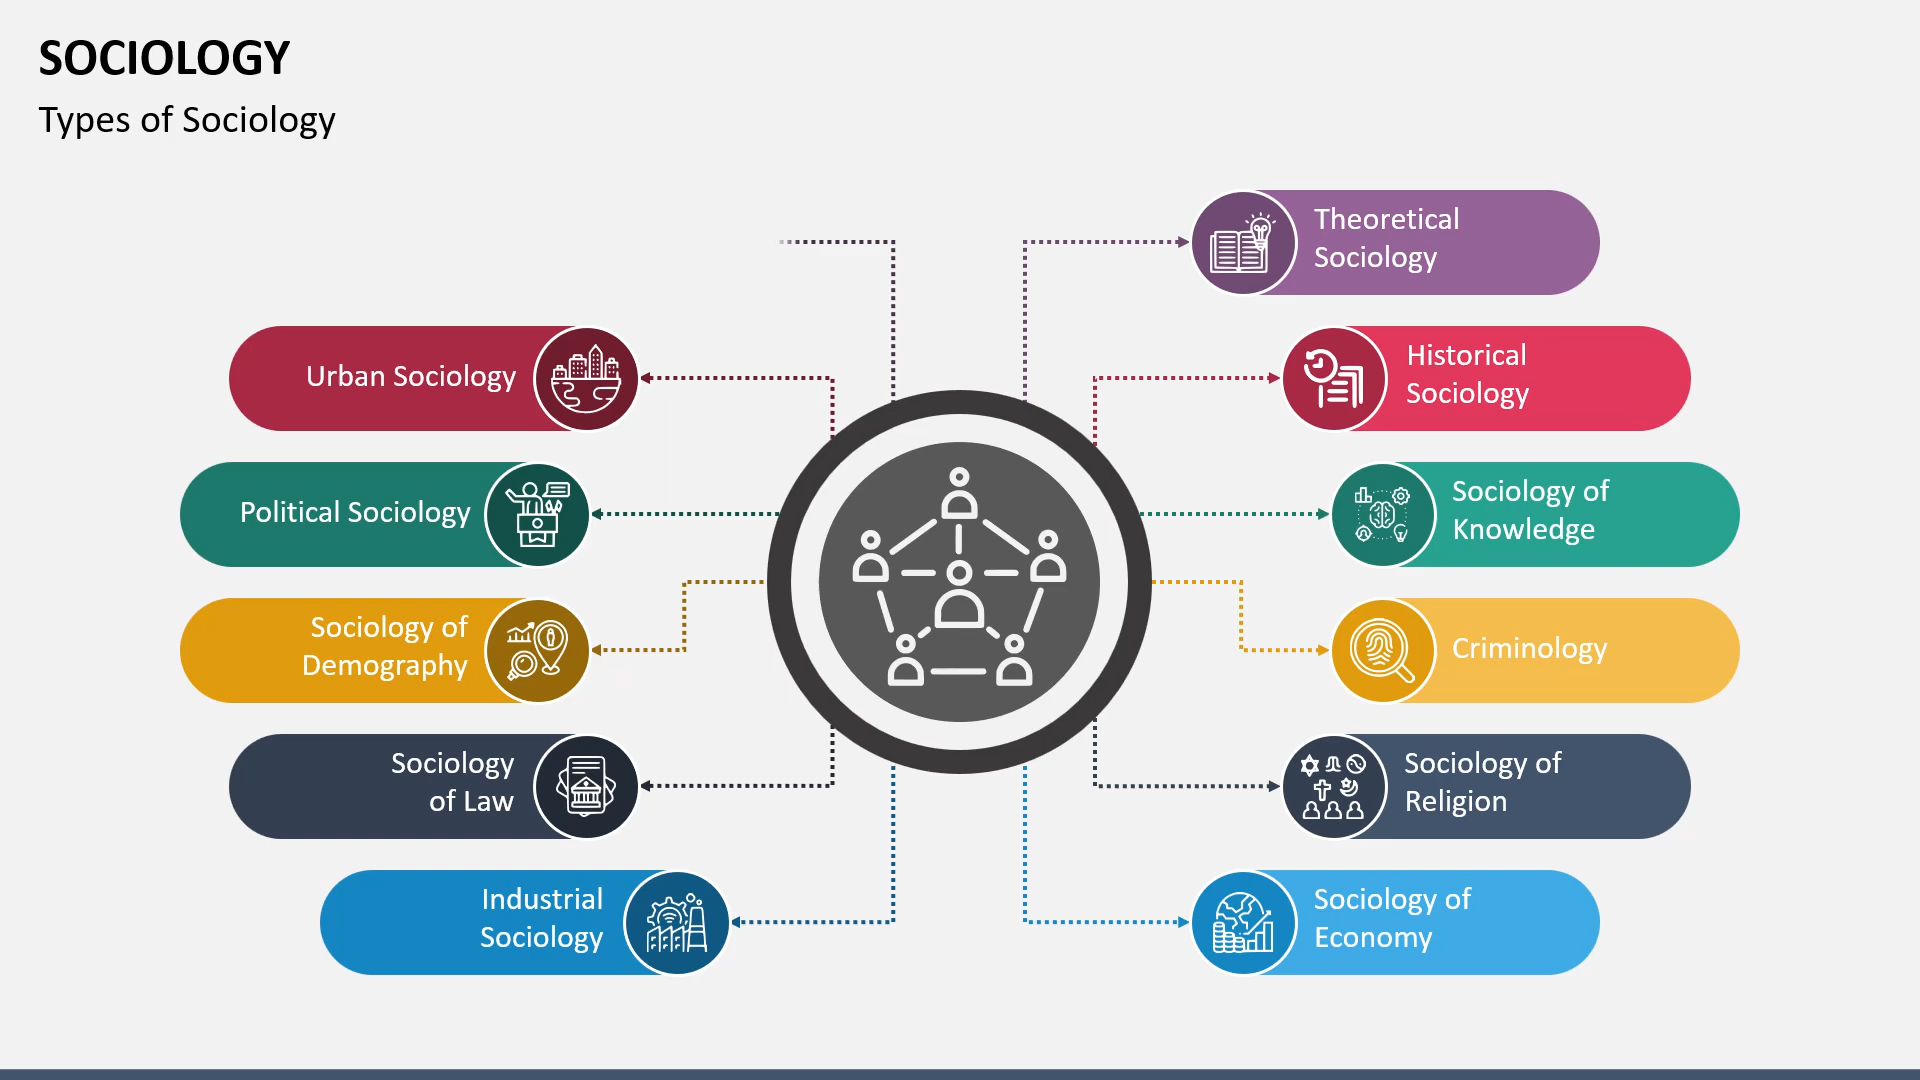 SOCIOLOGY
Types of Sociology
Theoretical
Sociology
Urban Sociology
Historical
Sociology
Political Sociology
Sociology of
Knowledge
Sociology of
Demography
Criminology
Sociology
of Law
Sociology of
Religion
Industrial
Sociology
Sociology of
Economy